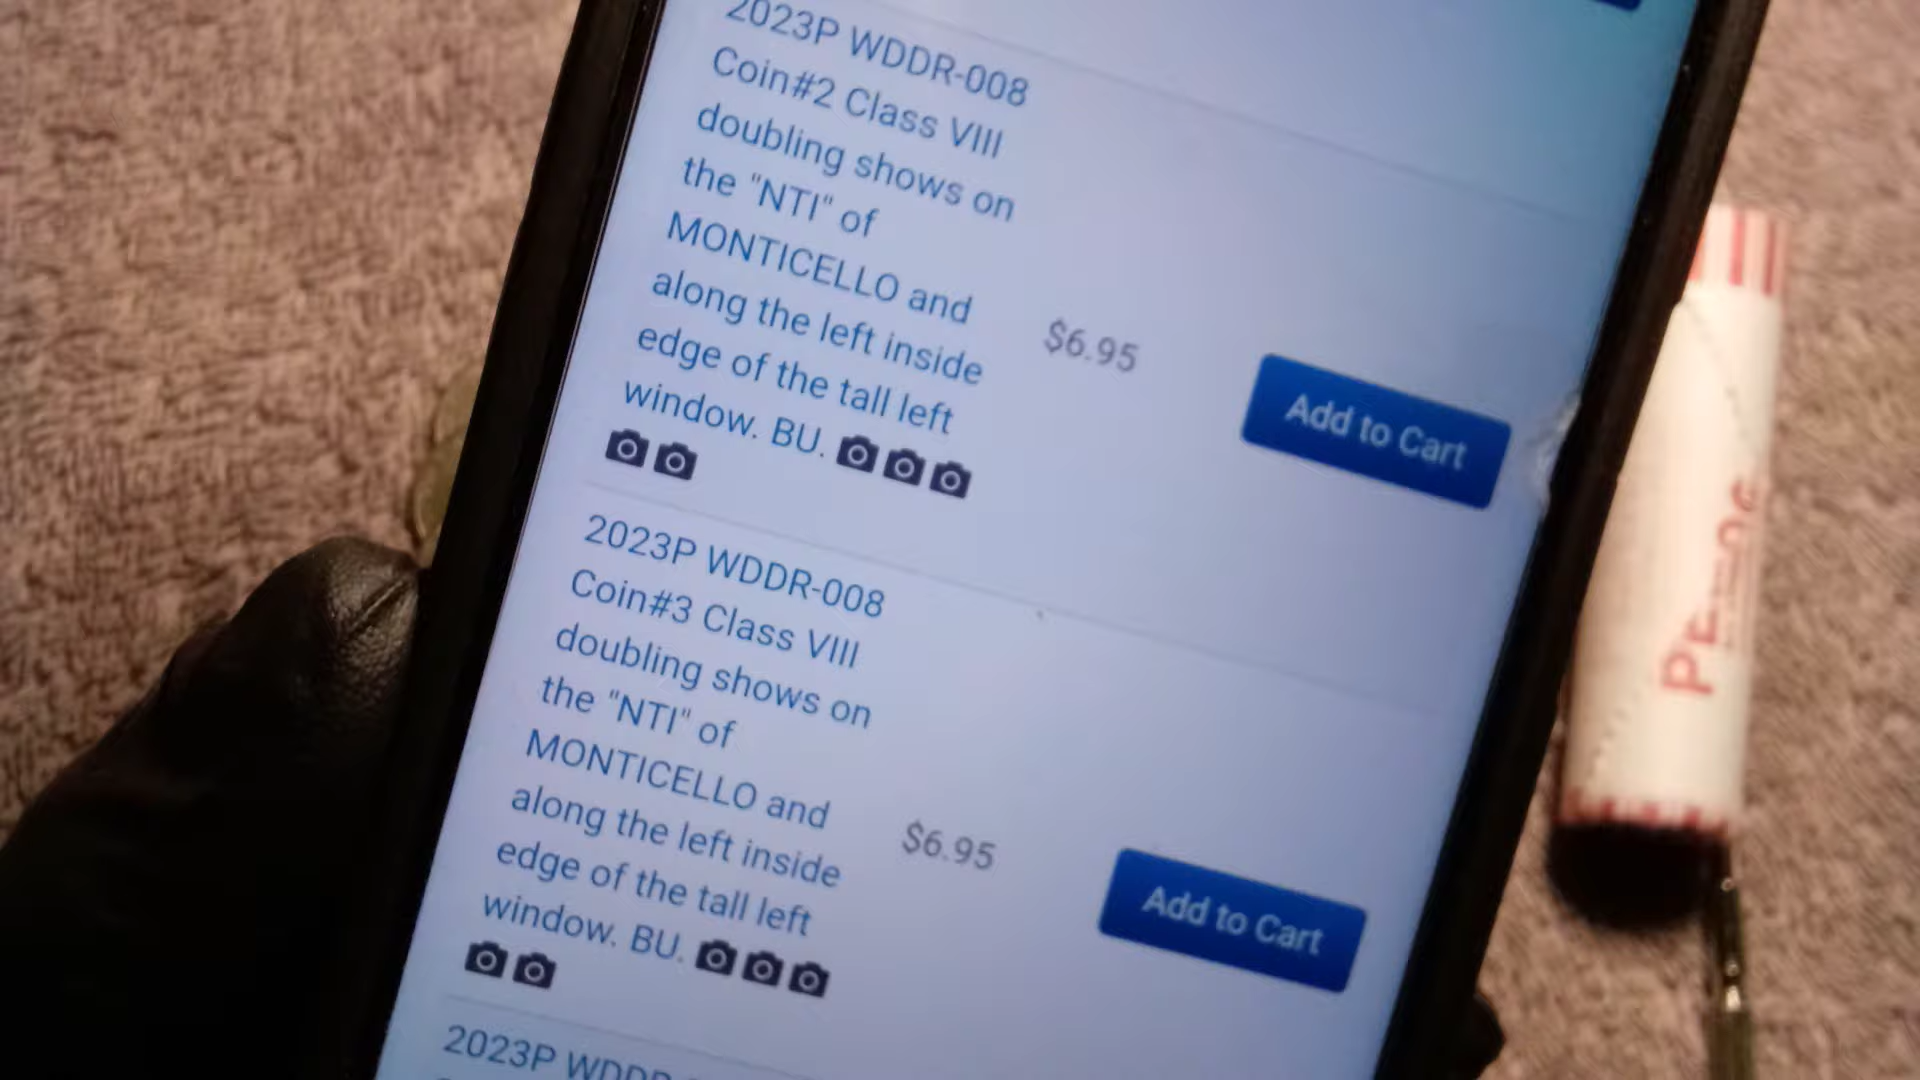 2023P WDDR-008
Coin#2 Class VIII
doubling shows on
the "NTI" of
MONTICELLO and
along the left inside
edge of the tall left
window. BU.
$6.95
Add to Cart
2023P WDDR-008
Coin#3 Class VIII
doubling shows on
the "NTI" of
MONTICELLO and
along the left inside
edge of the tall left
window. BU.
$6.95
Add to Cart
2023P